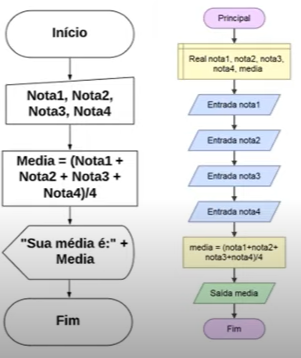 Início
Nota1, Nota2,
Nota3, Nota4
Media = (Nota1 +
Nota2 + Nota3 +
Nota4)/4
"Sua média é:" +
Media
Fim
Principal
Real nota1, nota2, nota3,
nota4, media
Entrada nota1
Entrada nota2
Entrada nota3
Entrada nota4
media = (nota1+nota2+
nota3+nota4)/4
Saída media
Fim